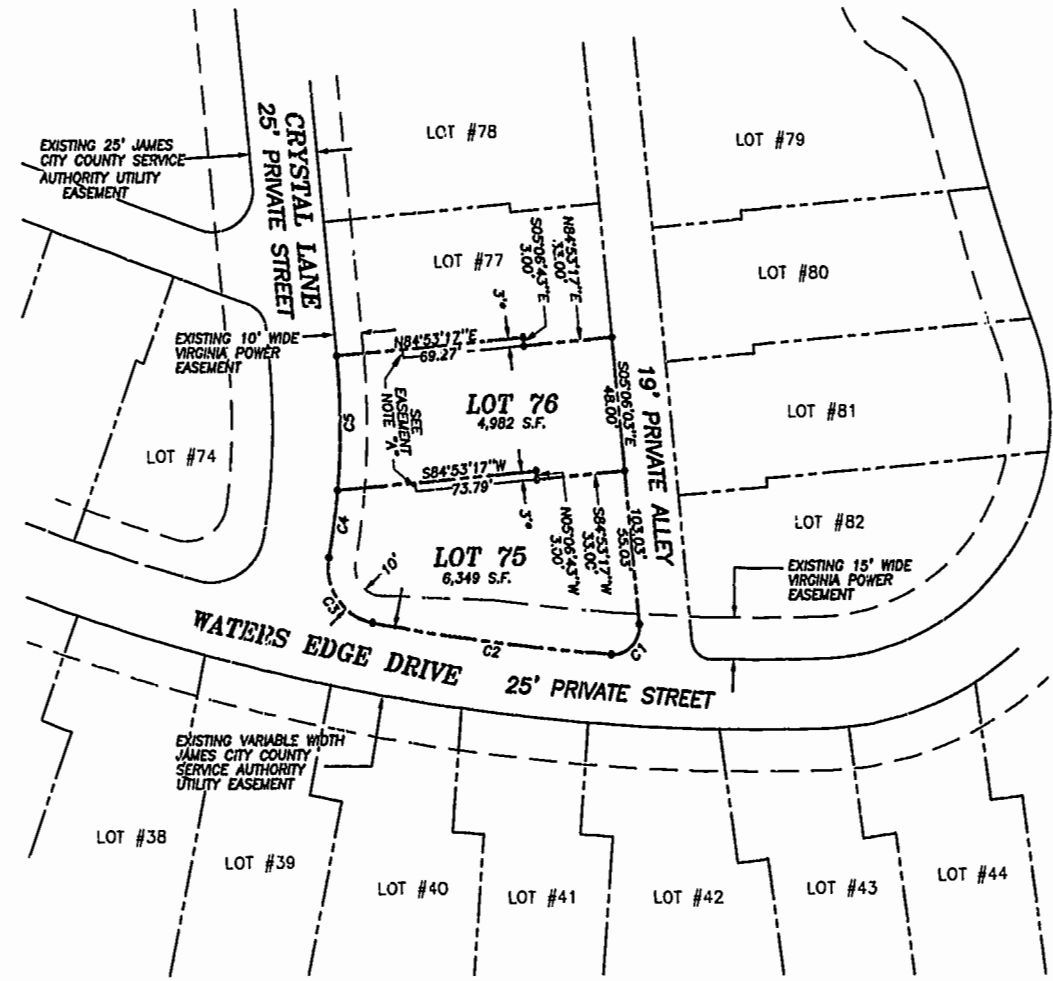 LOT #78
LOT #79
EXISTING 25' JAMES
CITY COUNTY SERVICE
AUTHORITY UTILITY
EASEMENT
CRYSTAL LANE
25' PRIVATE STREET
LOT #77
S05°06'43"E
3.00'
N84°53'17"E
33.00'
LOT #80
3'*
EXISTING 10' WIDE
VIRGINIA POWER
EASEMENT
N84°53'17"E
69.27'
LOT 76
4,982 S.F.
S05°06'03"E
48.00'
19' PRIVATE ALLEY
SEE
EASEMENT
NOTE "A"
C5
LOT #81
LOT #74
S84°53'17"W
73.79'
3'*
N05°06'43"W
3.00'
S84°53'17"W
33.00'
103.03'
55.03'
C4
LOT #82
LOT 75
6,349 S.F.
10'
EXISTING 15' WIDE
VIRGINIA POWER
EASEMENT
C3
C2
C1
WATERS EDGE DRIVE
25' PRIVATE STREET
EXISTING VARIABLE WIDTH
JAMES CITY COUNTY
SERVICE AUTHORITY
UTILITY EASEMENT
LOT #38
LOT #39
LOT #40
LOT #41
LOT #42
LOT #43
LOT #44